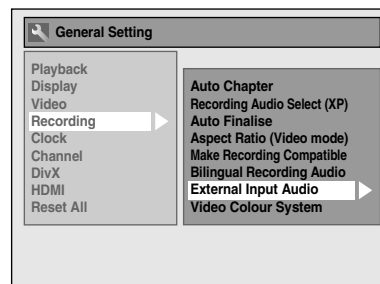 General Setting
Playback
Display
Video
Recording
Clock
Channel
DivX
HDMI
Reset All
Auto Chapter
Recording Audio Select (XP)
Auto Finalise
Aspect Ratio (Video mode)
Make Recording Compatible
Bilingual Recording Audio
External Input Audio
Video Colour System